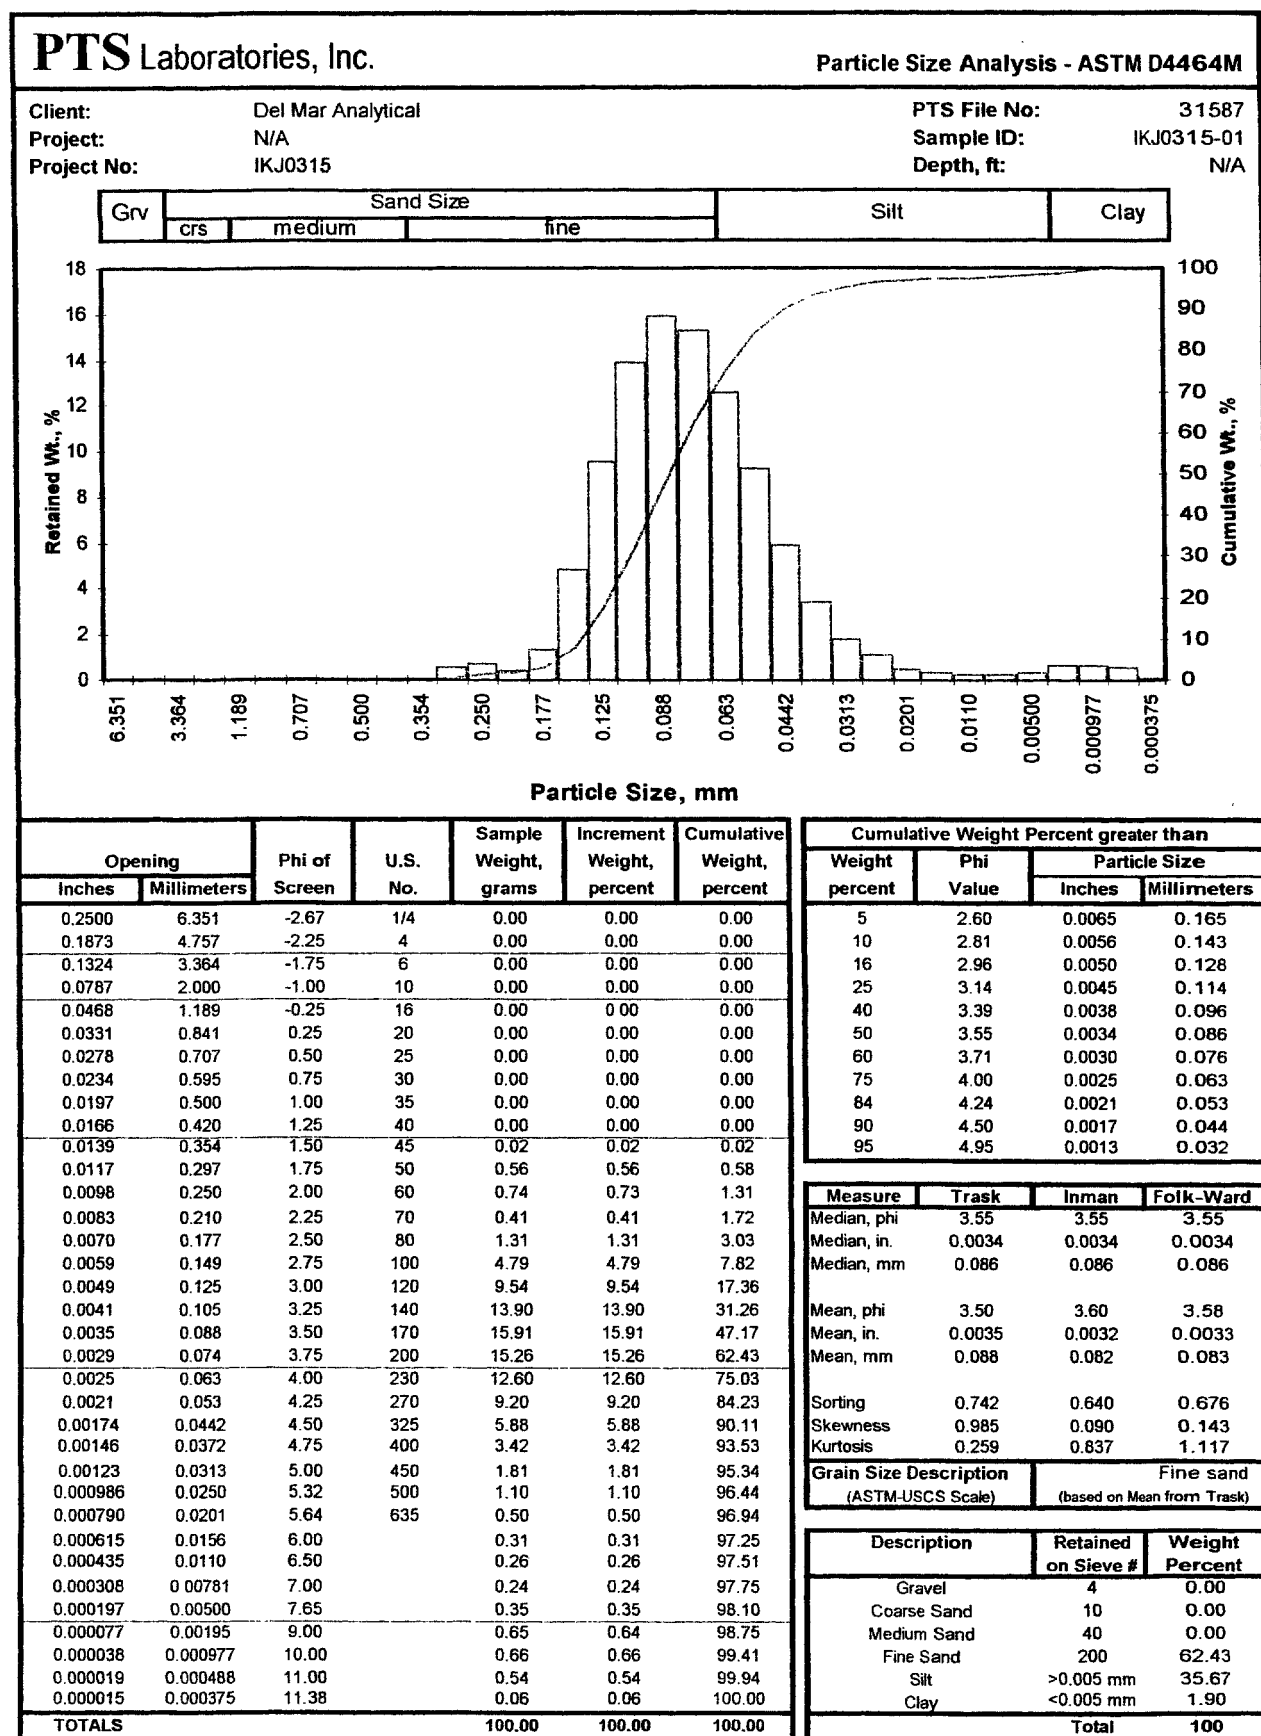 PTS Laboratories, Inc.
Particle Size Analysis - ASTM D4464M
Client: Del Mar Analytical PTS File No: 31587
Project: N/A Sample ID: IKJ0315-01
Project No: IKJ0315 Depth, ft: N/A
Grv Sand Size Silt Clay
crs medium fine
18 100
16 90
14 80
12 70
10 60
8 50
6 40
4 30
2 20
0 10
0
Retained Wt., %
Cumulative Wt., %
6.351 3.364 1.189 0.707 0.500 0.354 0.250 0.177 0.125 0.088 0.063 0.0442 0.0313 0.0201 0.0110 0.00500 0.000977 0.000375
Particle Size, mm
Sample Increment Cumulative
Opening Phi of U.S. Weight, Weight, Weight,
Inches Millimeters Screen No. grams percent percent
0.2500 6.351 -2.67 1/4 0.00 0.00 0.00
0.1873 4.757 -2.25 4 0.00 0.00 0.00
0.1324 3.364 -1.75 6 0.00 0.00 0.00
0.0787 2.000 -1.00 10 0.00 0.00 0.00
0.0468 1.189 -0.25 16 0.00 0.00 0.00
0.0331 0.841 0.25 20 0.00 0.00 0.00
0.0278 0.707 0.50 25 0.00 0.00 0.00
0.0234 0.595 0.75 30 0.00 0.00 0.00
0.0197 0.500 1.00 35 0.00 0.00 0.00
0.0166 0.420 1.25 40 0.00 0.00 0.00
0.0139 0.354 1.50 45 0.02 0.02 0.02
0.0117 0.297 1.75 50 0.56 0.56 0.58
0.0098 0.250 2.00 60 0.74 0.73 1.31
0.0083 0.210 2.25 70 0.41 0.41 1.72
0.0070 0.177 2.50 80 1.31 1.31 3.03
0.0059 0.149 2.75 100 4.79 4.79 7.82
0.0049 0.125 3.00 120 9.54 9.54 17.36
0.0041 0.105 3.25 140 13.90 13.90 31.26
0.0035 0.088 3.50 170 15.91 15.91 47.17
0.0029 0.074 3.75 200 15.26 15.26 62.43
0.0025 0.063 4.00 230 12.60 12.60 75.03
0.0021 0.053 4.25 270 9.20 9.20 84.23
0.00174 0.0442 4.50 325 5.88 5.88 90.11
0.00146 0.0372 4.75 400 3.42 3.42 93.53
0.00123 0.0313 5.00 450 1.81 1.81 95.34
0.000986 0.0250 5.32 500 1.10 1.10 96.44
0.000790 0.0201 5.64 635 0.50 0.50 96.94
0.000615 0.0156 6.00 0.31 0.31 97.25
0.000435 0.0110 6.50 0.26 0.26 97.51
0.000308 0 00781 7.00 0.24 0.24 97.75
0.000197 0.00500 7.65 0.35 0.35 98.10
0.000077 0.00195 9.00 0.65 0.64 98.75
0.000038 0.000977 10.00 0.66 0.66 99.41
0.000019 0.000488 11.00 0.54 0.54 99.94
0.000015 0.000375 11.38 0.06 0.06 100.00
TOTALS 100.00 100.00 100.00
Cumulative Weight Percent greater than
Weight Phi Particle Size
percent Value Inches Millimeters
5 2.60 0.0065 0.165
10 2.81 0.0056 0.143
16 2.96 0.0050 0.128
25 3.14 0.0045 0.114
40 3.39 0.0038 0.096
50 3.55 0.0034 0.086
60 3.71 0.0030 0.076
75 4.00 0.0025 0.063
84 4.24 0.0021 0.053
90 4.50 0.0017 0.044
95 4.95 0.0013 0.032
Measure Trask Inman Folk-Ward
Median, phi 3.55 3.55 3.55
Median, in. 0.0034 0.0034 0.0034
Median, mm 0.086 0.086 0.086
Mean, phi 3.50 3.60 3.58
Mean, in. 0.0035 0.0032 0.0033
Mean, mm 0.088 0.082 0.083
Sorting 0.742 0.640 0.676
Skewness 0.985 0.090 0.143
Kurtosis 0.259 0.837 1.117
Grain Size Description Fine sand
(ASTM-USCS Scale) (based on Mean from Trask)
Description Retained Weight
on Sieve # Percent
Gravel 4 0.00
Coarse Sand 10 0.00
Medium Sand 40 0.00
Fine Sand 200 62.43
Silt >0.005 mm 35.67
Clay <0.005 mm 1.90
Total 100